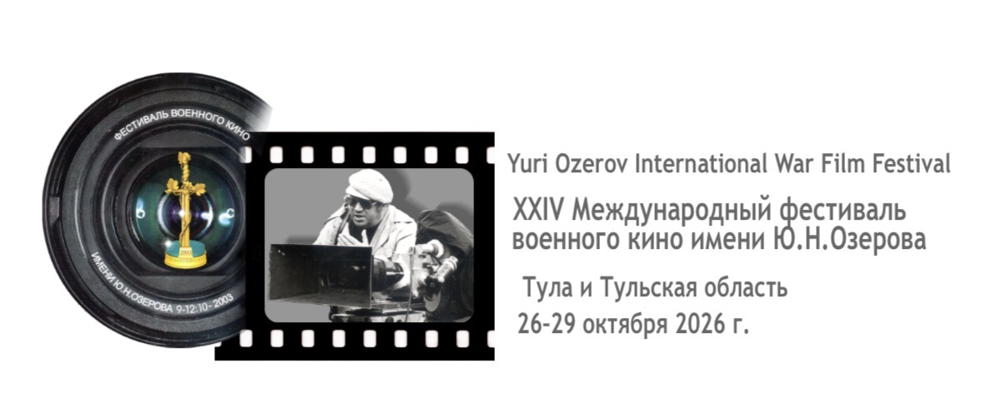 ФЕСТИВАЛЬ ВОЕННОГО КИНО
ИМЕНИ Ю.Н.ОЗЕРОВА 9-12:10-2003
2003
Yuri Ozerov International War Film Festival
XXIV Международный фестиваль
военного кино имени Ю.Н.Озерова
Тула и Тульская область
26-29 октября 2026 г.